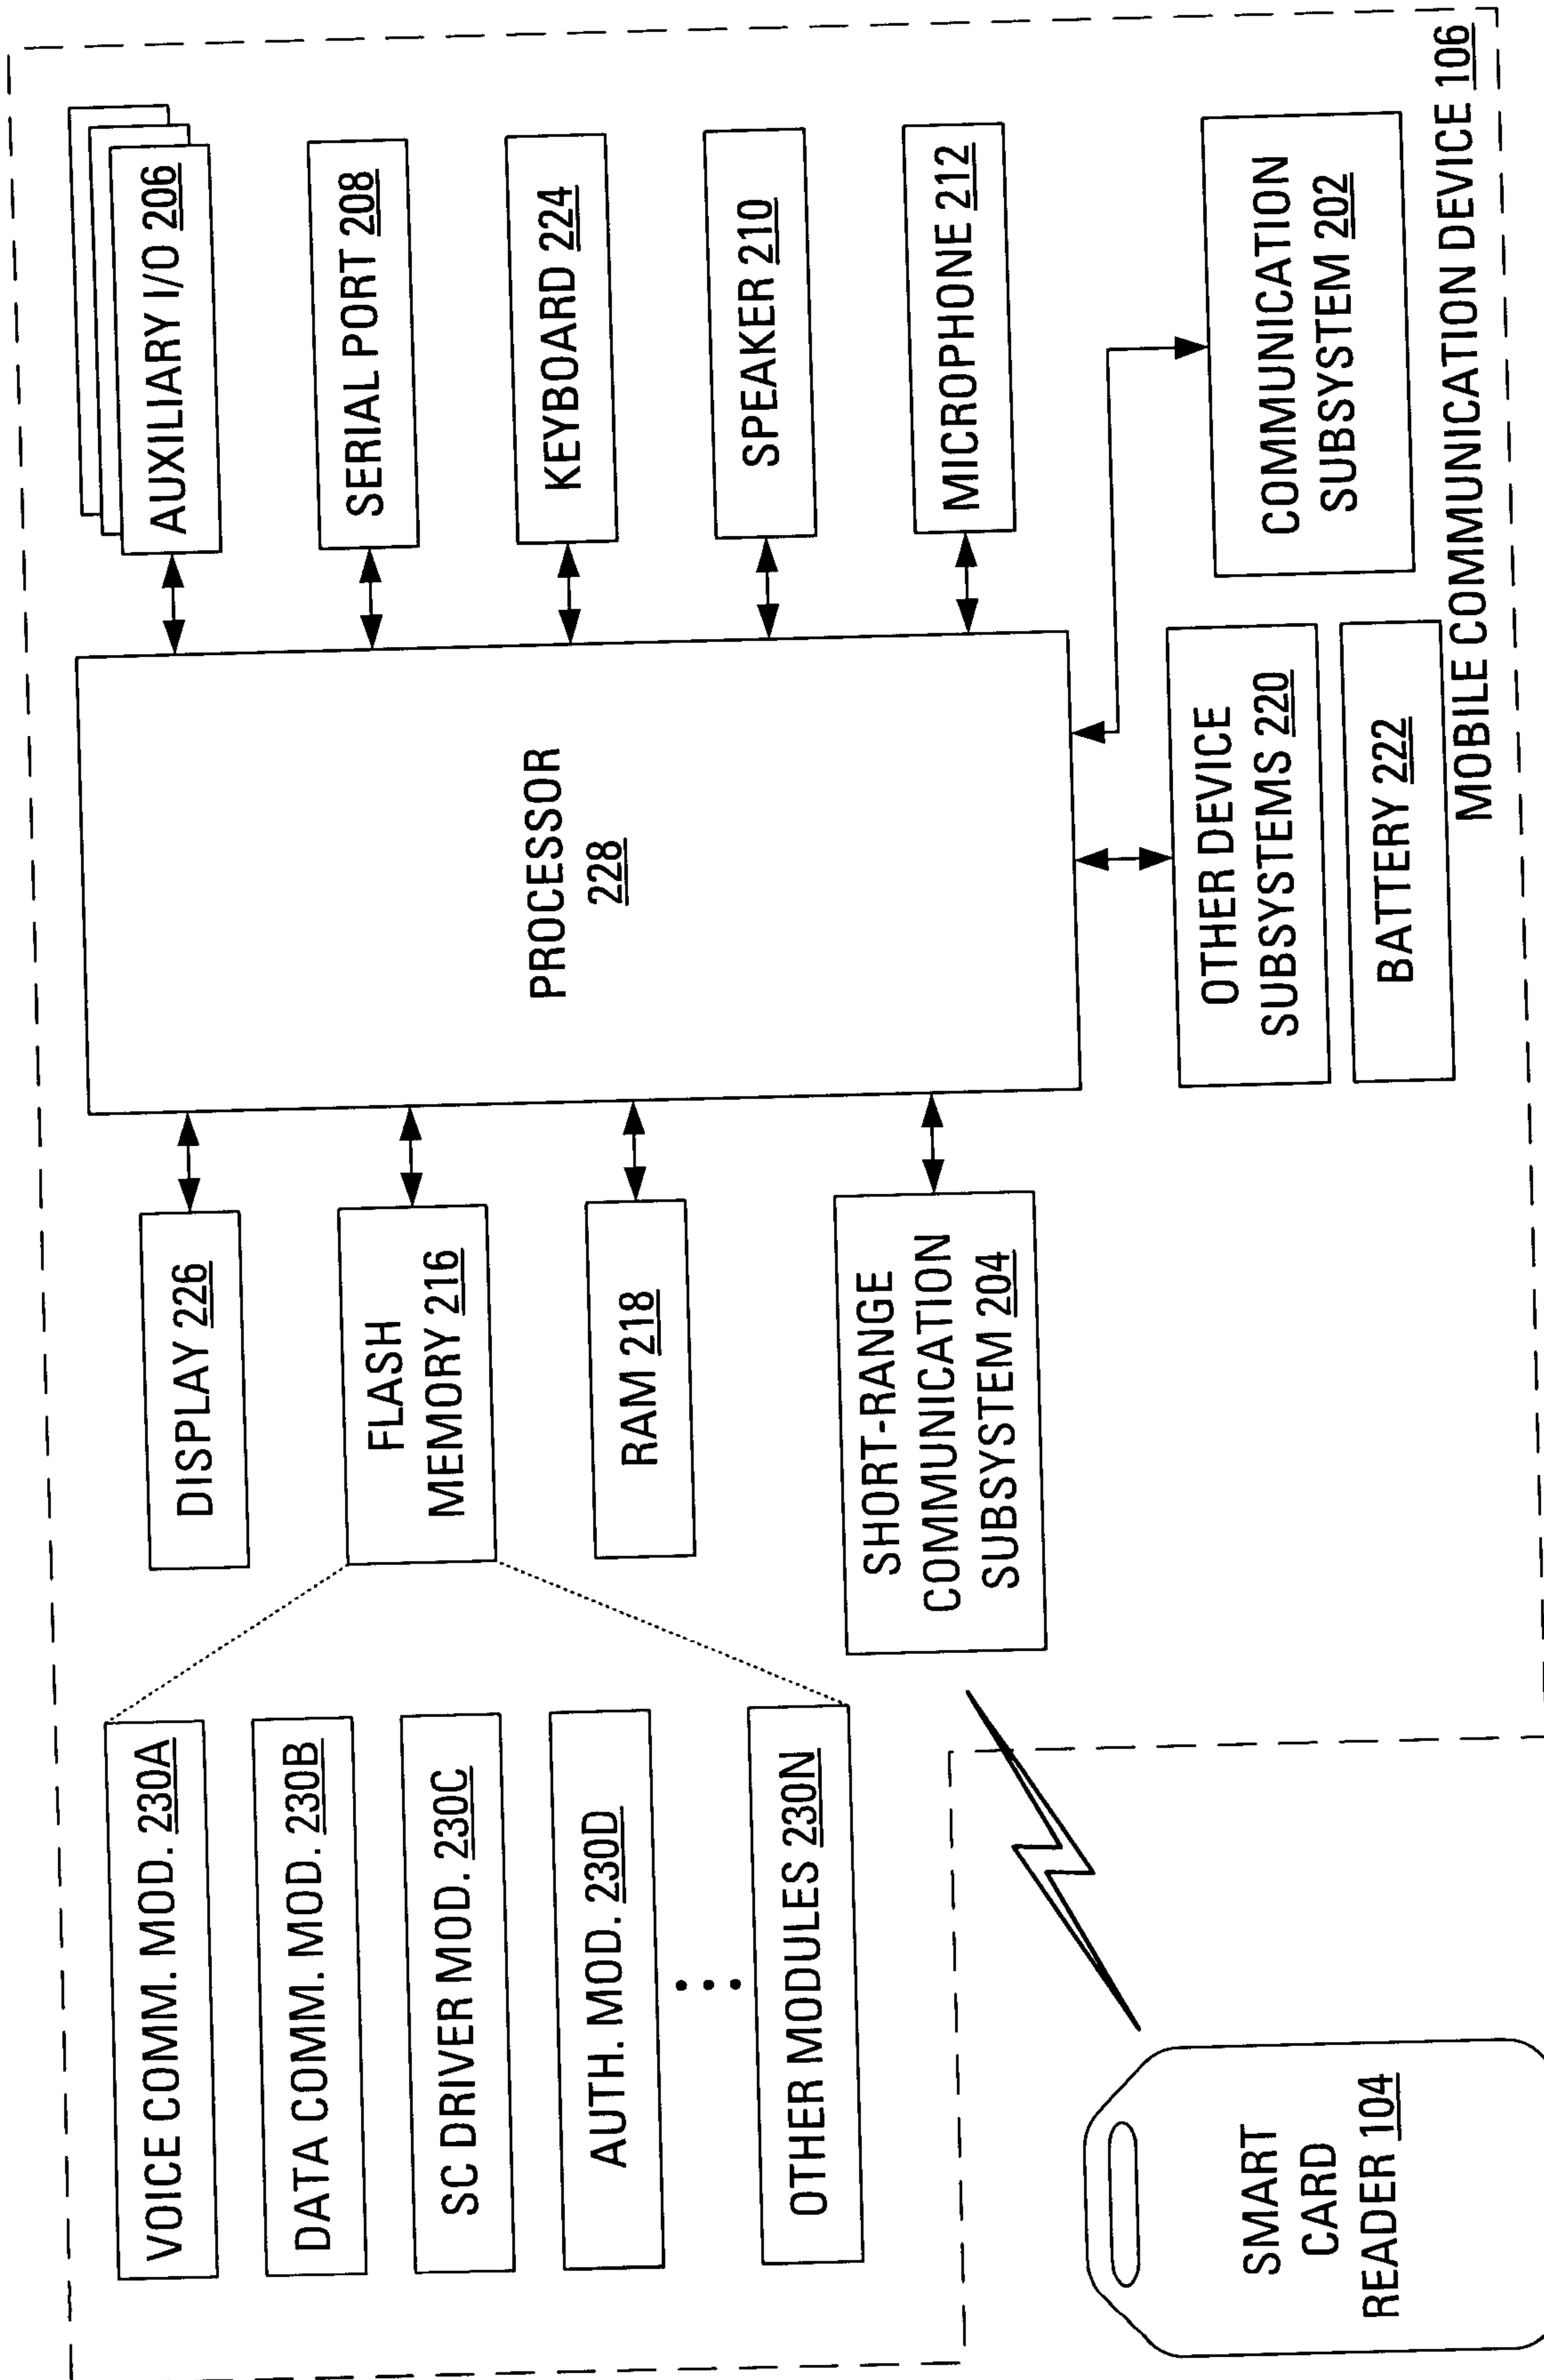 VOICE COMM. MOD. 230A
DATA COMM. MOD. 230B
SC DRIVER MOD. 230C
AUTH. MOD. 230D
OTHER MODULES 230N
SMART
CARD
READER 104
DISPLAY 226
FLASH
MEMORY 216
RAM 218
SHORT-RANGE
COMMUNICATION
SUBSYSTEM 204
PROCESSOR
228
OTHER DEVICE
SUBSYSTEMS 220
BATTERY 222
AUXILIARY I/O 206
SERIAL PORT 208
KEYBOARD 224
SPEAKER 210
MICROPHONE 212
COMMUNICATION
SUBSYSTEM 202
MOBILE COMMUNICATION DEVICE 106